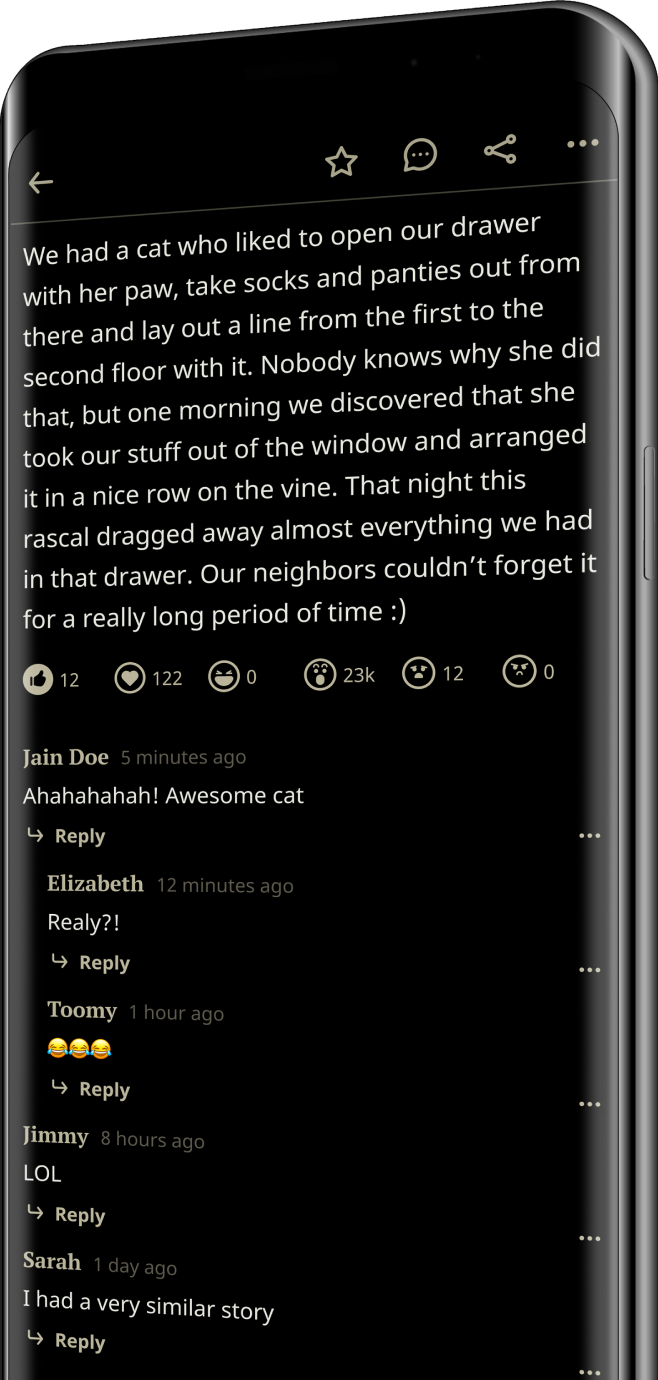 We had a cat who liked to open our drawer
with her paw, take socks and panties out from
there and lay out a line from the first to the
second floor with it. Nobody knows why she did
that, but one morning we discovered that she
took our stuff out of the window and arranged
it in a nice row on the vine. That night this
rascal dragged away almost everything we had
in that drawer. Our neighbors couldn’t forget it
for a really long period of time :)
12 122 0 23k 12 0
Jain Doe 5 minutes ago
Ahahahahah! Awesome cat
Reply
Elizabeth 12 minutes ago
Realy?!
Reply
Toomy 1 hour ago
😂😂😂
Reply
Jimmy 8 hours ago
LOL
Reply
Sarah 1 day ago
I had a very similar story
Reply